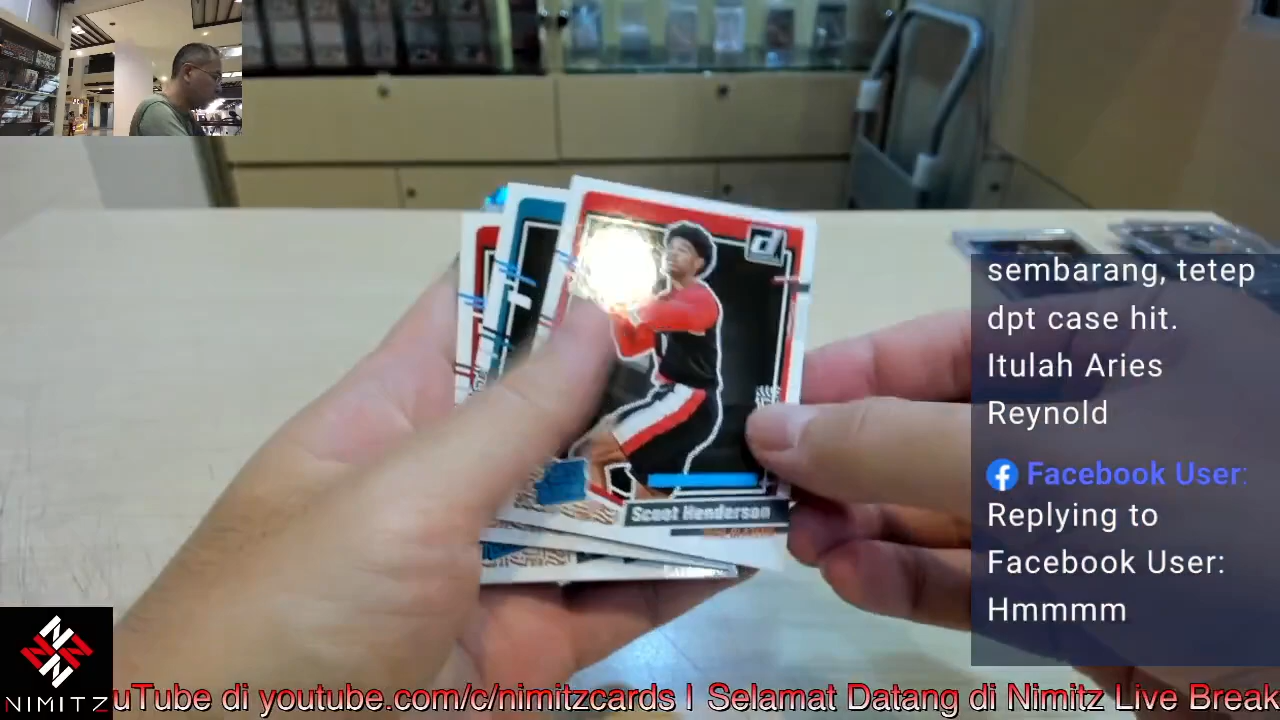 d
Scoot Henderson
sembarang, tetep
dpt case hit.
Itulah Aries
Reynold
Facebook User:
Replying to
Facebook User:
Hmmmm
NIMITZ
uTube di youtube.com/c/nimitzcards I Selamat Datang di Nimitz Live Break